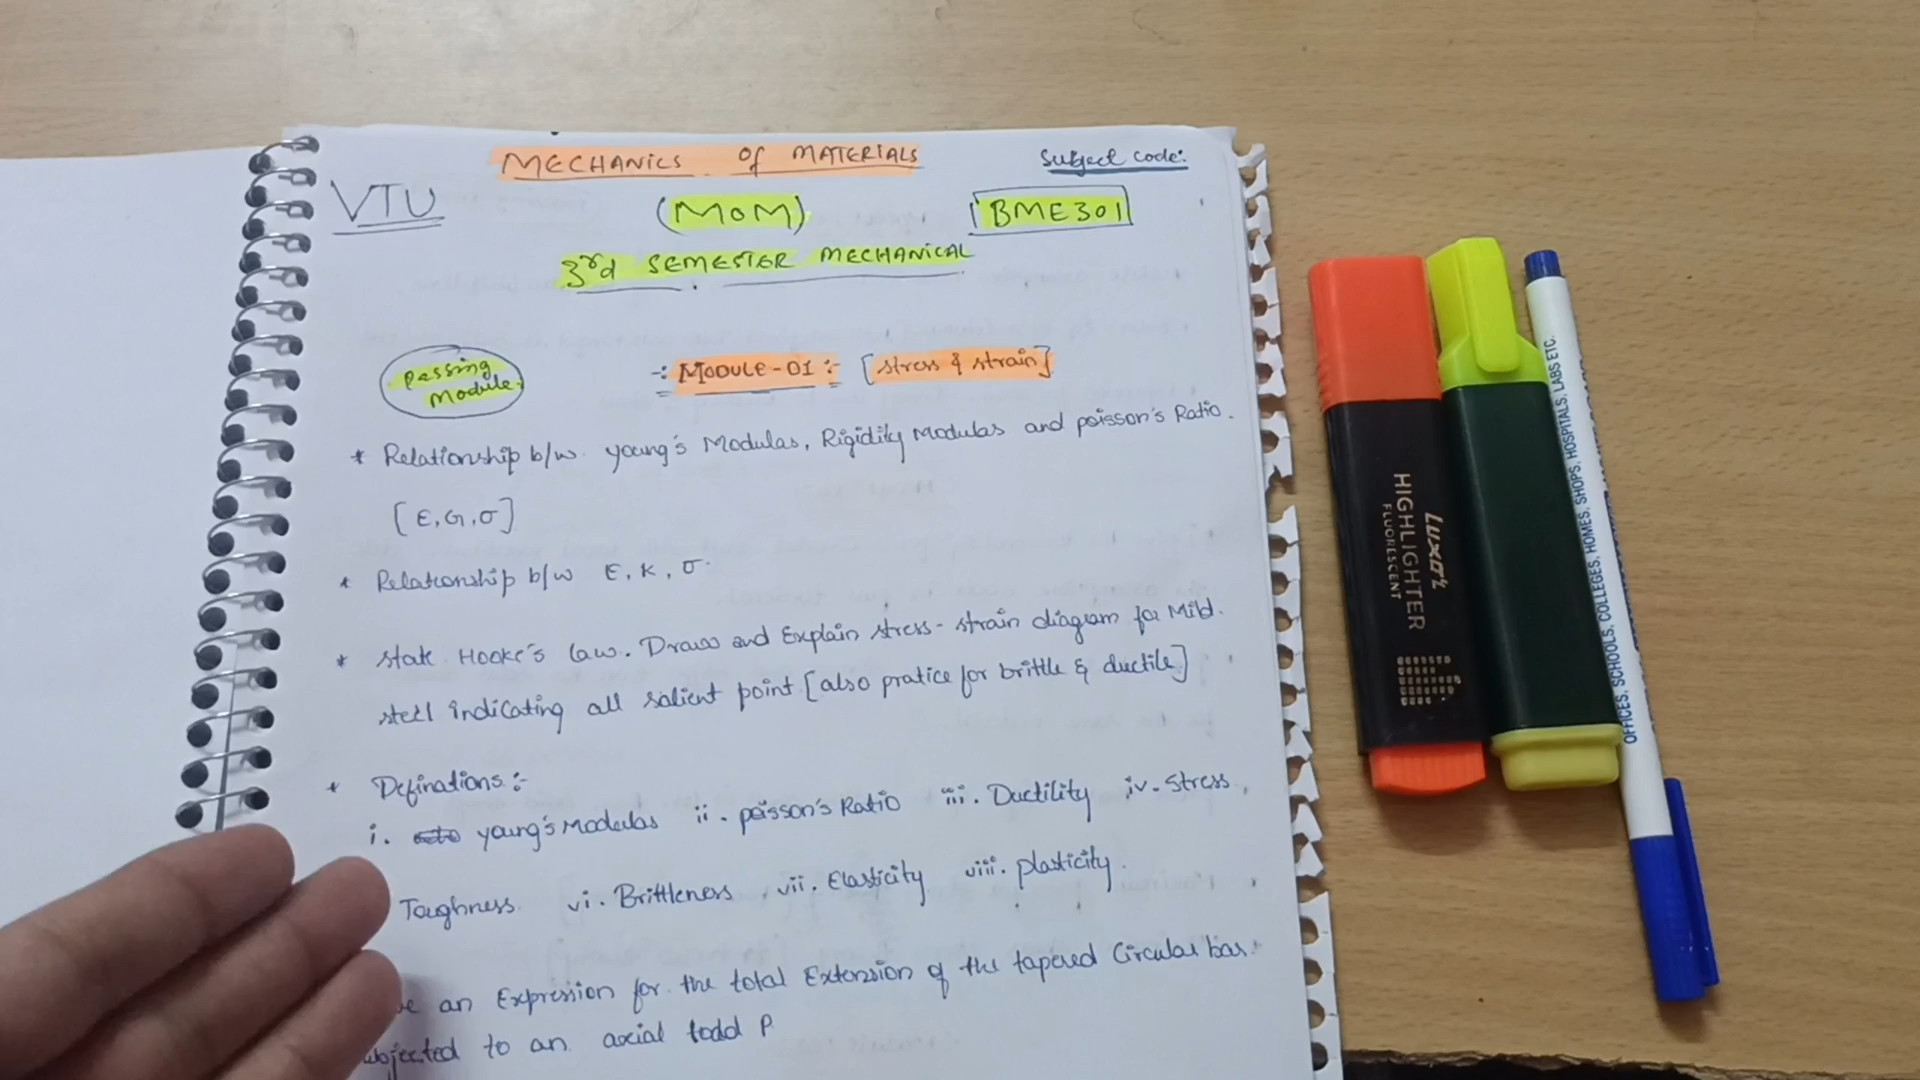 MECHANICS Of MATERIALS
Subject code:
VTU
(MOM)
BME301
3rd SEMESTER MECHANICAL
passing
module
-: MODULE-01 :- [stress & strain]
* Relationship b/w. young's Modulas, Rigidity Modulas and poisson's Ratio.
[E, G, σ]
* Relationship b/w E, K, σ.
* State Hooke's law. Draw and Explain stress-strain diagram for Mild.
steel indicating all salient point [also pratice for brittle & ductile]
* Definations :-
i. young's Modulas ii. poisson's Ratio iii. Ductility iv. Stress
Toughness vi. Brittleness vii. Elasticity viii. plasticity.
an Expression for the total Extension of the tapered Circular bar
to an axial load P
LUXOR
HIGHLIGHTER
FLUORESCENT
OFFICES, SCHOOLS, COLLEGES, HOMES, SHOPS, HOSPITALS, LABS ETC.